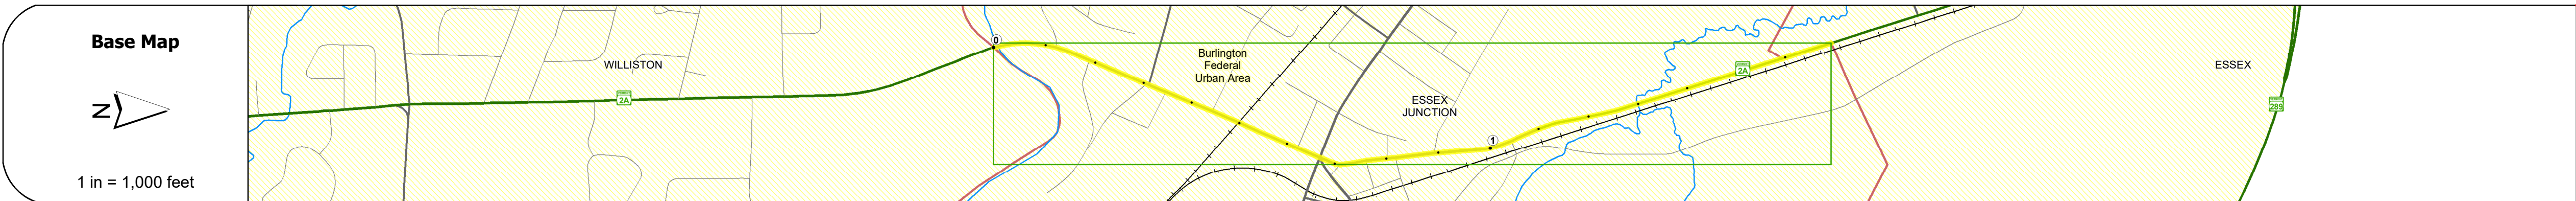 Base Map
N
1 in = 1,000 feet
WILLISTON
2A
0
Burlington
Federal
Urban Area
ESSEX
JUNCTION
1
2A
ESSEX
289